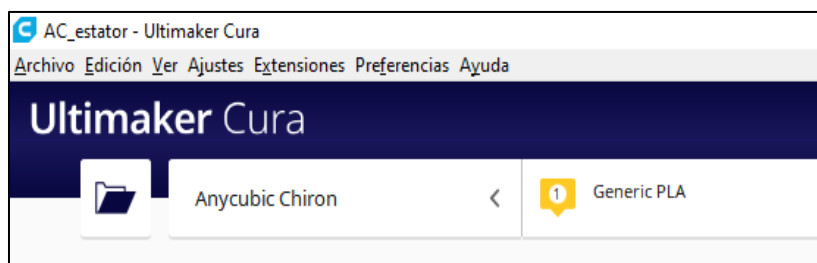 AC_estator - Ultimaker Cura
Archivo Edición Ver Ajustes Extensiones Preferencias Ayuda
Ultimaker Cura
Anycubic Chiron
1 Generic PLA